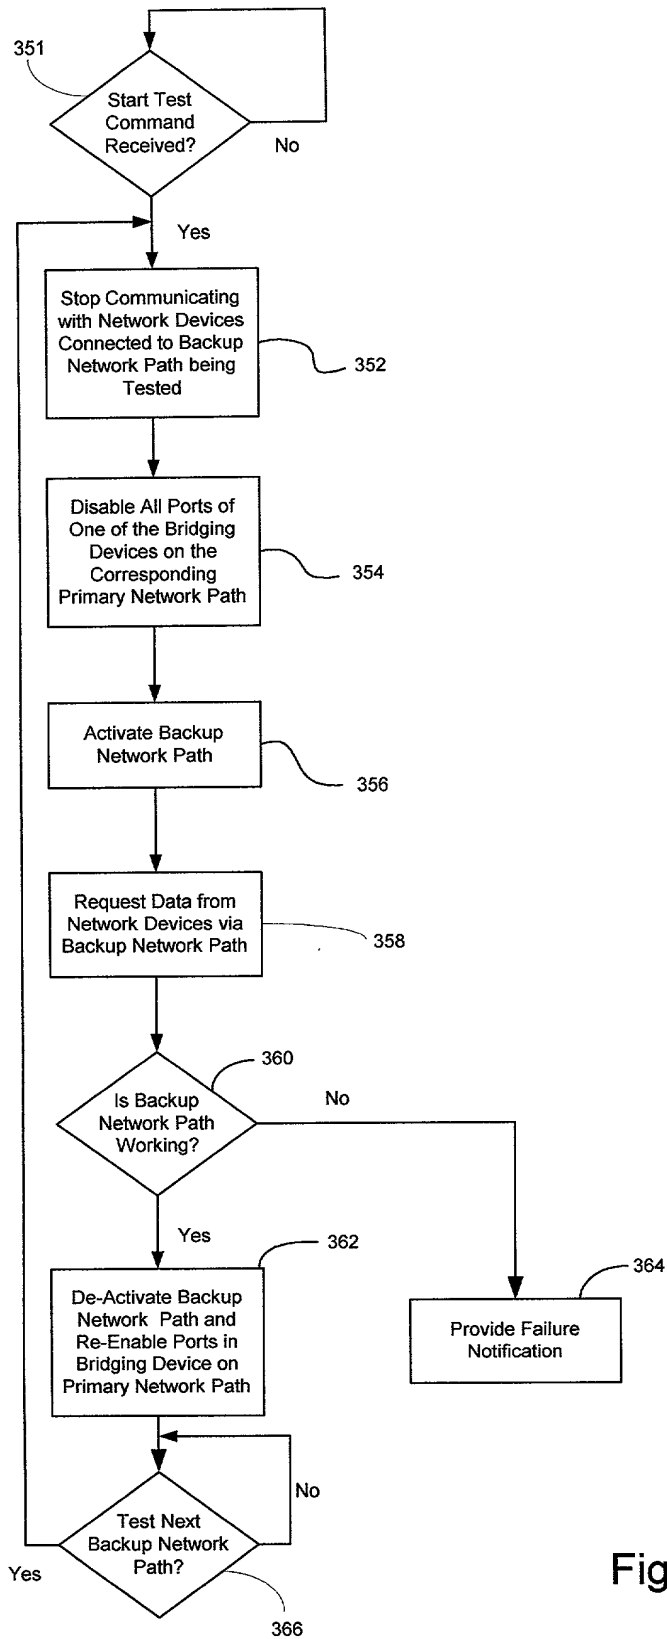 351
Start Test
Command
Received?
No
Yes
Stop Communicating
with Network Devices
Connected to Backup
Network Path being
Tested
352
Disable All Ports of
One of the Bridging
Devices on the
Corresponding
Primary Network Path
354
Activate Backup
Network Path
356
Request Data from
Network Devices via
Backup Network Path
358
360
Is Backup
Network Path
Working?
No
Yes
362
De-Activate Backup
Network Path and
Re-Enable Ports in
Bridging Device on
Primary Network Path
364
Provide Failure
Notification
No
Test Next
Backup Network
Path?
Yes
366
Fig